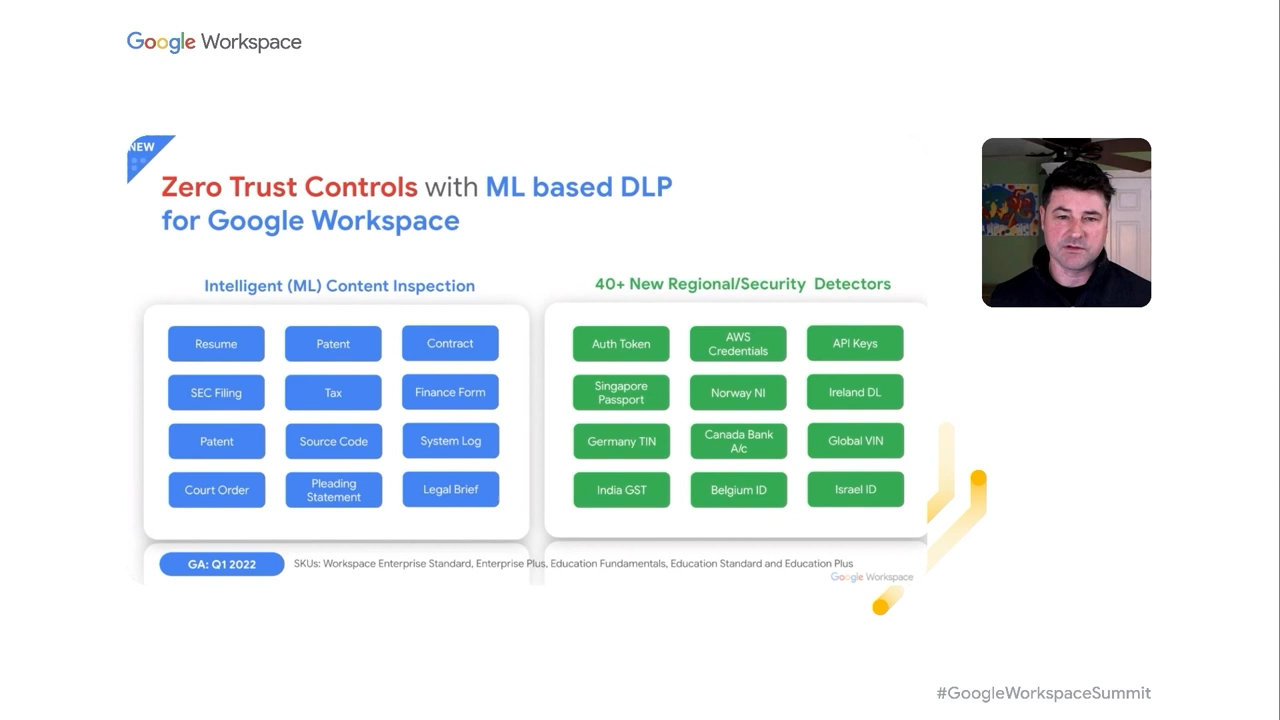 Google Workspace
NEW
Zero Trust Controls with ML based DLP
for Google Workspace
Intelligent (ML) Content Inspection
Resume
Patent
Contract
SEC Filing
Tax
Finance Form
Patent
Source Code
System Log
Court Order
Pleading
Statement
Legal Brief
40+ New Regional/Security Detectors
Auth Token
AWS
Credentials
API Keys
Singapore
Passport
Norway NI
Ireland DL
Germany TIN
Canada Bank
A/c
Global VIN
India GST
Belgium ID
Israel ID
GA: Q1 2022
SKUs: Workspace Enterprise Standard, Enterprise Plus, Education Fundamentals, Education Standard and Education Plus
Google Workspace
#GoogleWorkspaceSummit